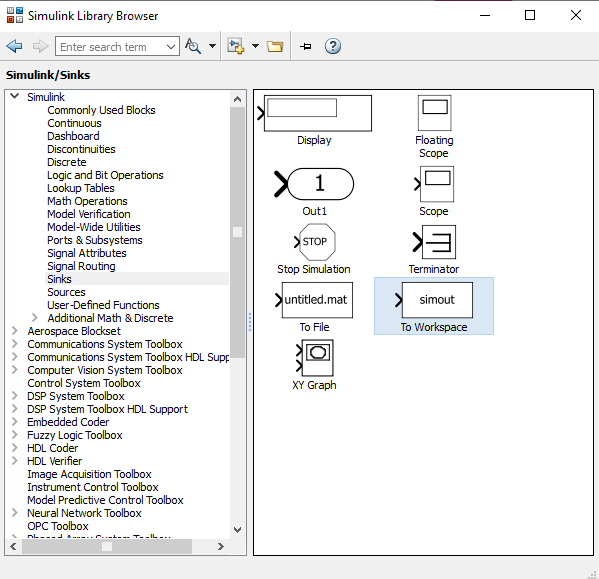 Simulink Library Browser
Enter search term
Simulink/Sinks
Simulink
Commonly Used Blocks
Continuous
Dashboard
Discontinuities
Discrete
Logic and Bit Operations
Lookup Tables
Math Operations
Model Verification
Model-Wide Utilities
Ports & Subsystems
Signal Attributes
Signal Routing
Sinks
Sources
User-Defined Functions
Additional Math & Discrete
Aerospace Blockset
Communications System Toolbox
Communications System Toolbox HDL Supp
Computer Vision System Toolbox
Control System Toolbox
DSP System Toolbox
DSP System Toolbox HDL Support
Embedded Coder
Fuzzy Logic Toolbox
HDL Coder
HDL Verifier
Image Acquisition Toolbox
Instrument Control Toolbox
Model Predictive Control Toolbox
Neural Network Toolbox
OPC Toolbox
Phased Array System Toolbox
Display
Floating
Scope
1
Out1
Scope
STOP
Stop Simulation
Terminator
untitled.mat
To File
simout
To Workspace
XY Graph